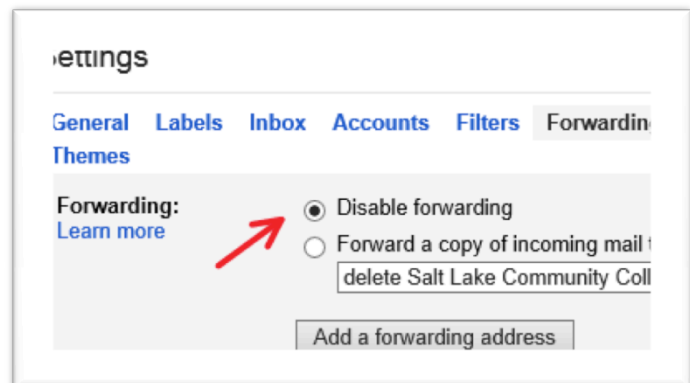 ettings
General Labels Inbox Accounts Filters Forwardin
Themes
Forwarding:
Learn more
Disable forwarding
Forward a copy of incoming mail t
delete Salt Lake Community Coll
Add a forwarding address